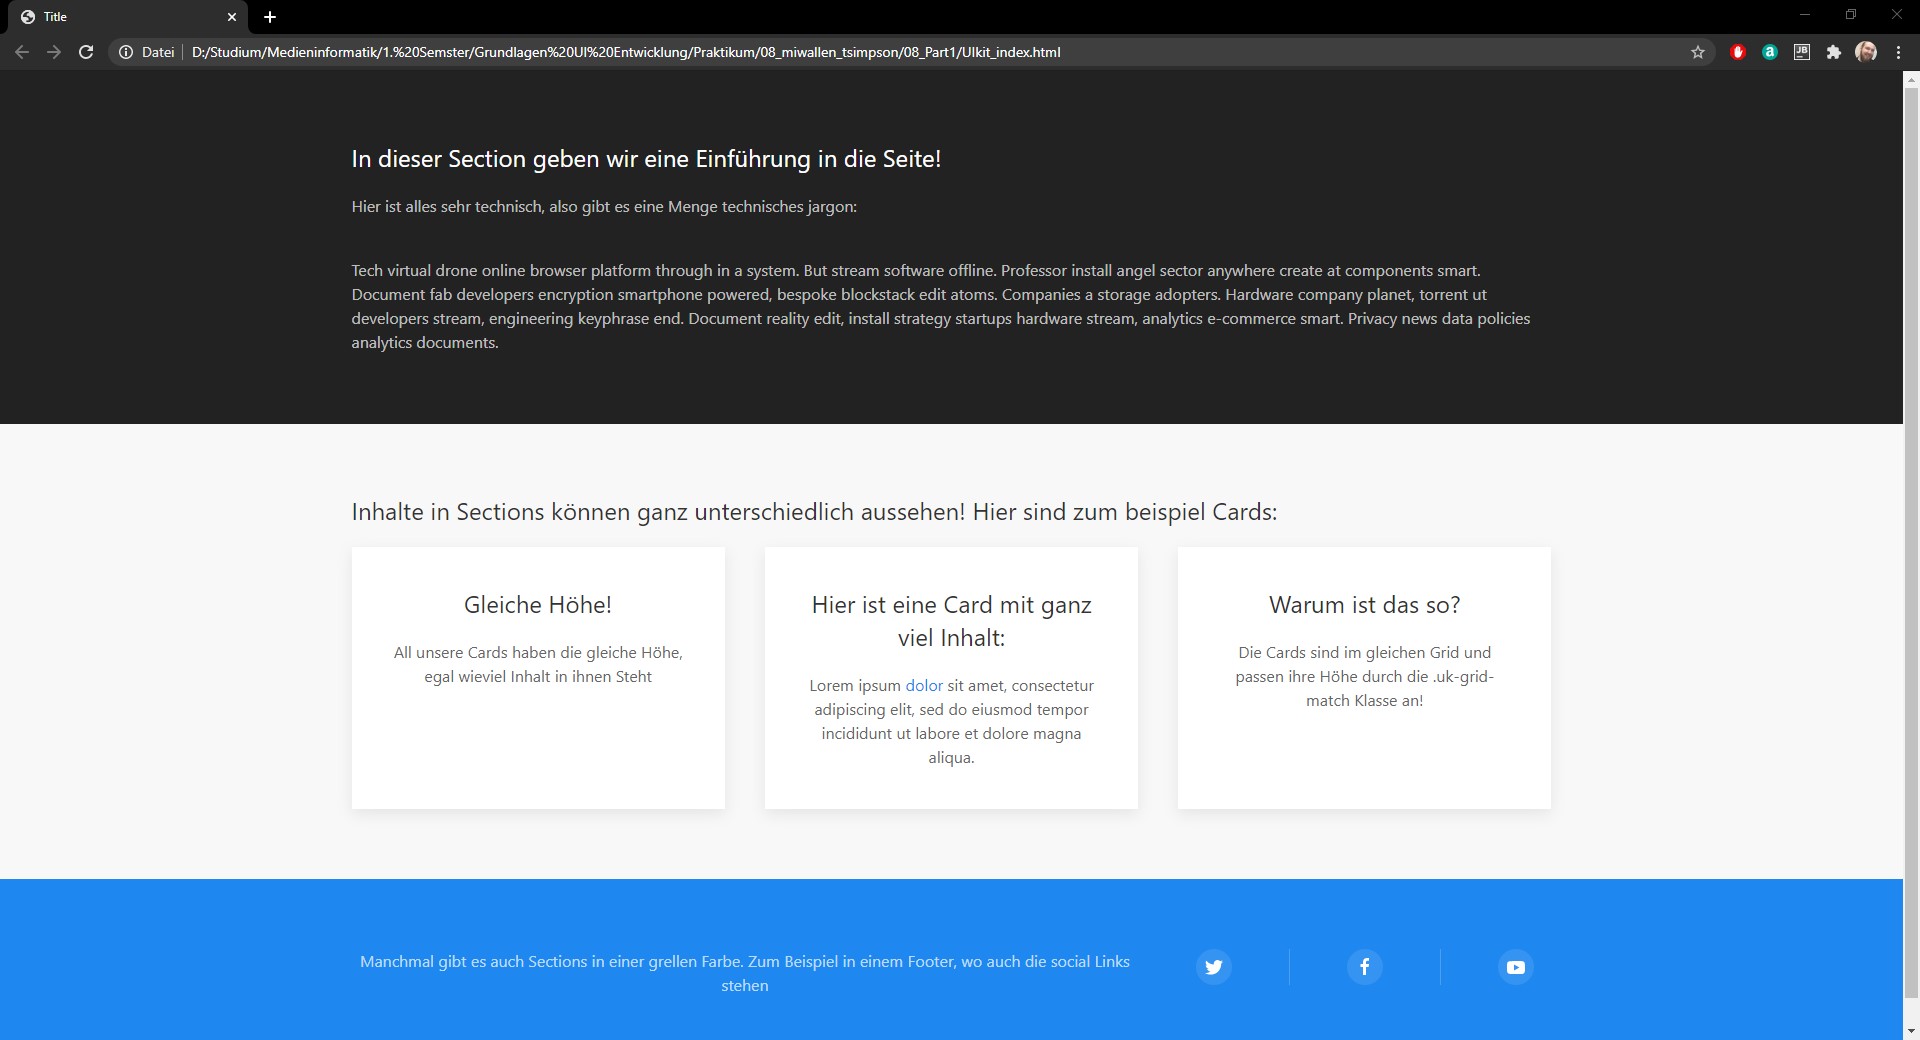 Title
Datei
D:/Studium/Medieninformatik/1.%20Semster/Grundlagen%20UI%20Entwicklung/Praktikum/08_miwallen_tsimpson/08_Part1/UIkit_index.html
JB
In dieser Section geben wir eine Einführung in die Seite!
Hier ist alles sehr technisch, also gibt es eine Menge technisches jargon:
Tech virtual drone online browser platform through in a system. But stream software offline. Professor install angel sector anywhere create at components smart.
Document fab developers encryption smartphone powered, bespoke blockstack edit atoms. Companies a storage adopters. Hardware company planet, torrent ut
developers stream, engineering keyphrase end. Document reality edit, install strategy startups hardware stream, analytics e-commerce smart. Privacy news data policies
analytics documents.
Inhalte in Sections können ganz unterschiedlich aussehen! Hier sind zum beispiel Cards:
Gleiche Höhe!
All unsere Cards haben die gleiche Höhe,
egal wieviel Inhalt in ihnen Steht
Hier ist eine Card mit ganz
viel Inhalt:
Lorem ipsum dolor sit amet, consectetur
adipiscing elit, sed do eiusmod tempor
incididunt ut labore et dolore magna
aliqua.
Warum ist das so?
Die Cards sind im gleichen Grid und
passen ihre Höhe durch die .uk-grid-
match Klasse an!
Manchmal gibt es auch Sections in einer grellen Farbe. Zum Beispiel in einem Footer, wo auch die social Links
stehen